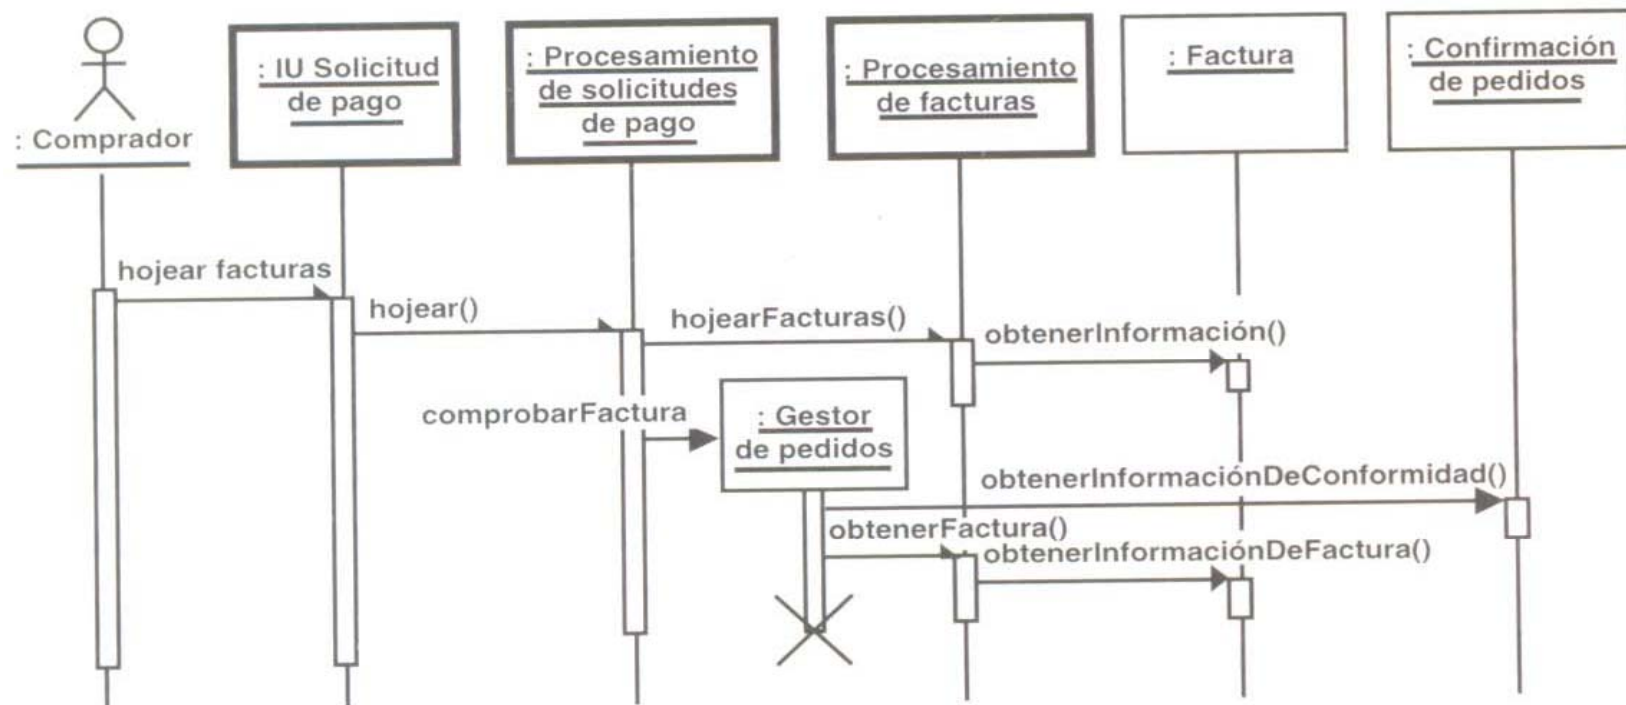 : Comprador
: IU Solicitud
de pago
: Procesamiento
de solicitudes
de pago
: Procesamiento
de facturas
: Factura
: Confirmación
de pedidos
hojear facturas
hojear()
hojearFacturas()
obtenerInformación()
comprobarFactura
: Gestor
de pedidos
obtenerInformaciónDeConformidad()
obtenerFactura()
obtenerInformaciónDeFactura()